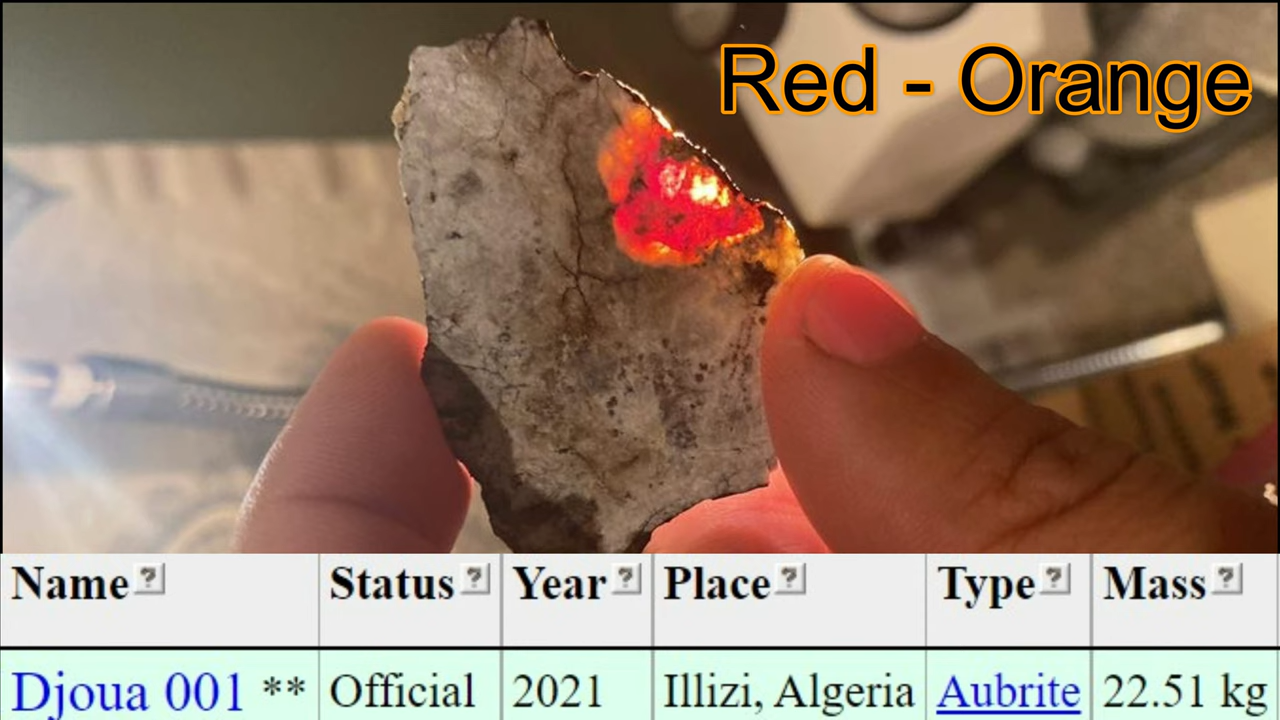 Red - Orange
Name ? Status ? Year ? Place ? Type ? Mass ?
Djoua 001 ** Official 2021 Illizi, Algeria Aubrite 22.51 kg